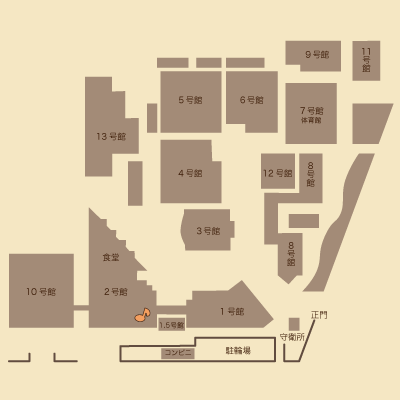 9号館
11号館
5号館
6号館
7号館
体育館
13号館
4号館
12号館
8号館
3号館
8号館
食堂
10号館
2号館
1号館
1.5号館
正門
守衛所
コンビニ
駐輪場